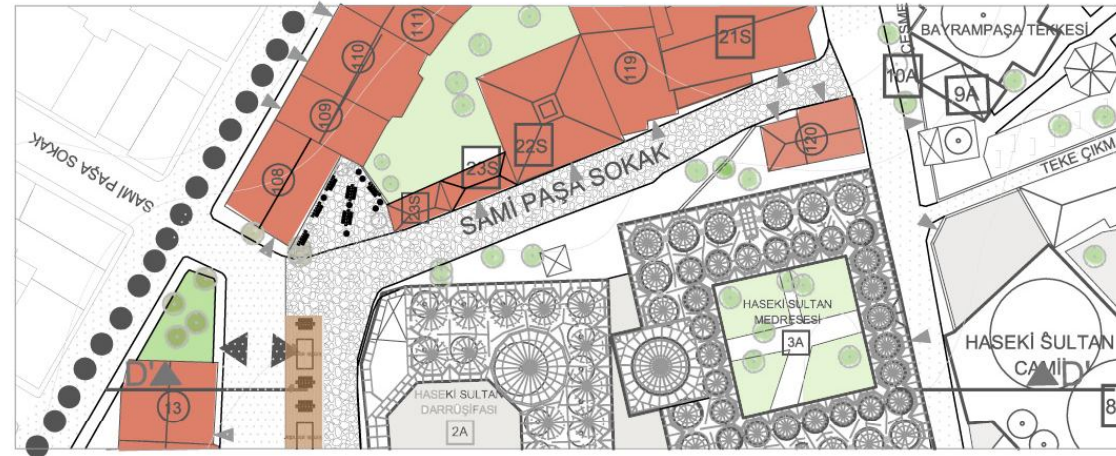 111
110
109
108
119
21S
22S
23S
23S
120
ÇEŞME
10A
9A
BAYRAMPAŞA TEKKESİ
TEKE ÇIKM
SAMİ PAŞA SOKAK
SAMİ PAŞA SOKAK
HASEKİ SULTAN
MEDRESESİ
3A
HASEKİ SULTAN
CAMİİ
8
HASEKİ SULTAN
DARRÜŞİFASI
2A
D'
D'
13